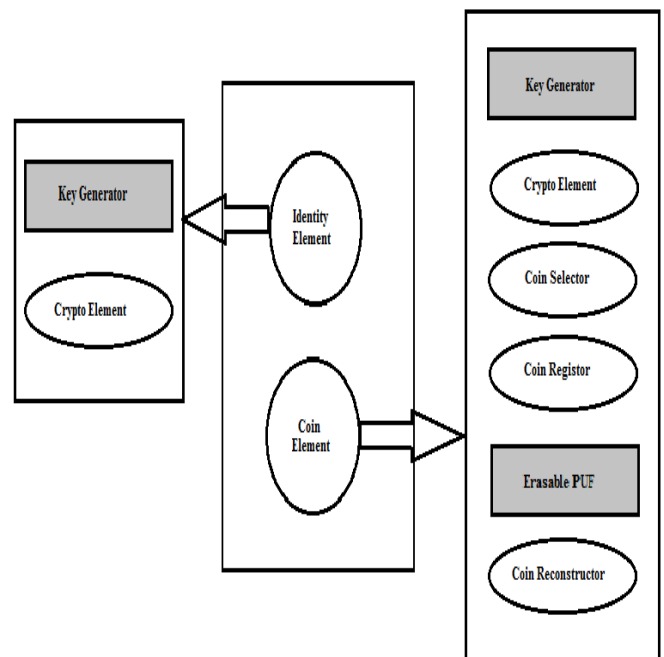 Key Generator
Crypto Element
Identity
Element
Coin
Element
Key Generator
Crypto Element
Coin Selector
Coin Registor
Erasable PUF
Coin Reconstructor